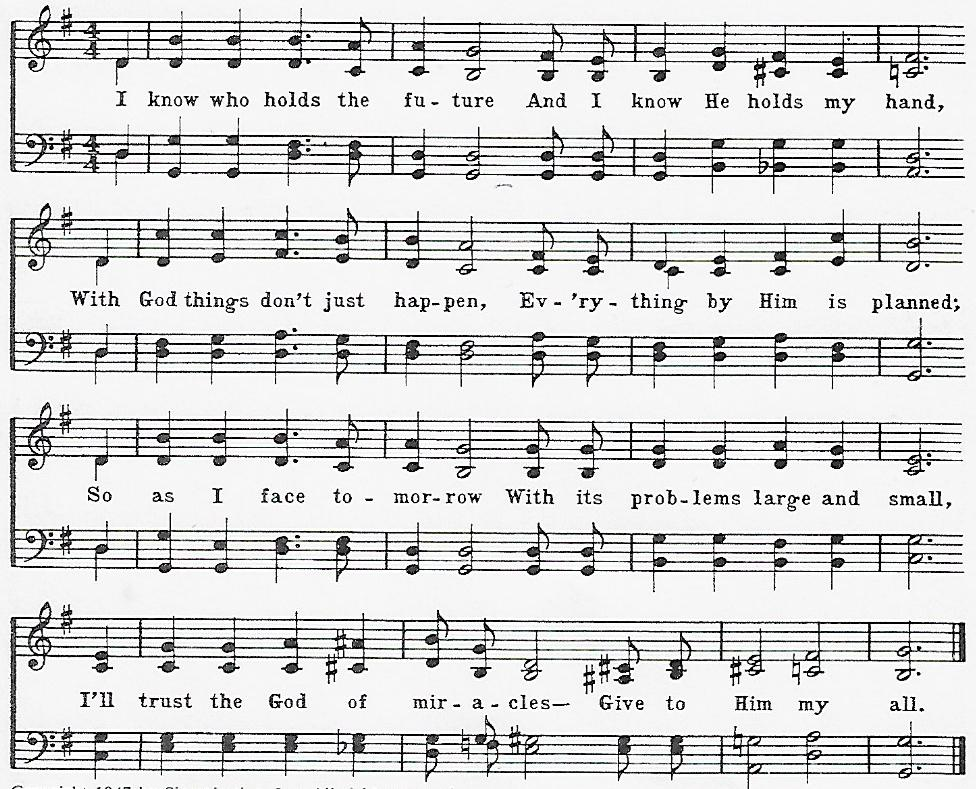 I know who holds the fu - ture And I know He holds my hand,
With God things don't just hap-pen, Ev-'ry-thing by Him is planned;
So as I face to - mor-row With its prob-lems large and small,
I'll trust the God of mir - a - cles— Give to Him my all.